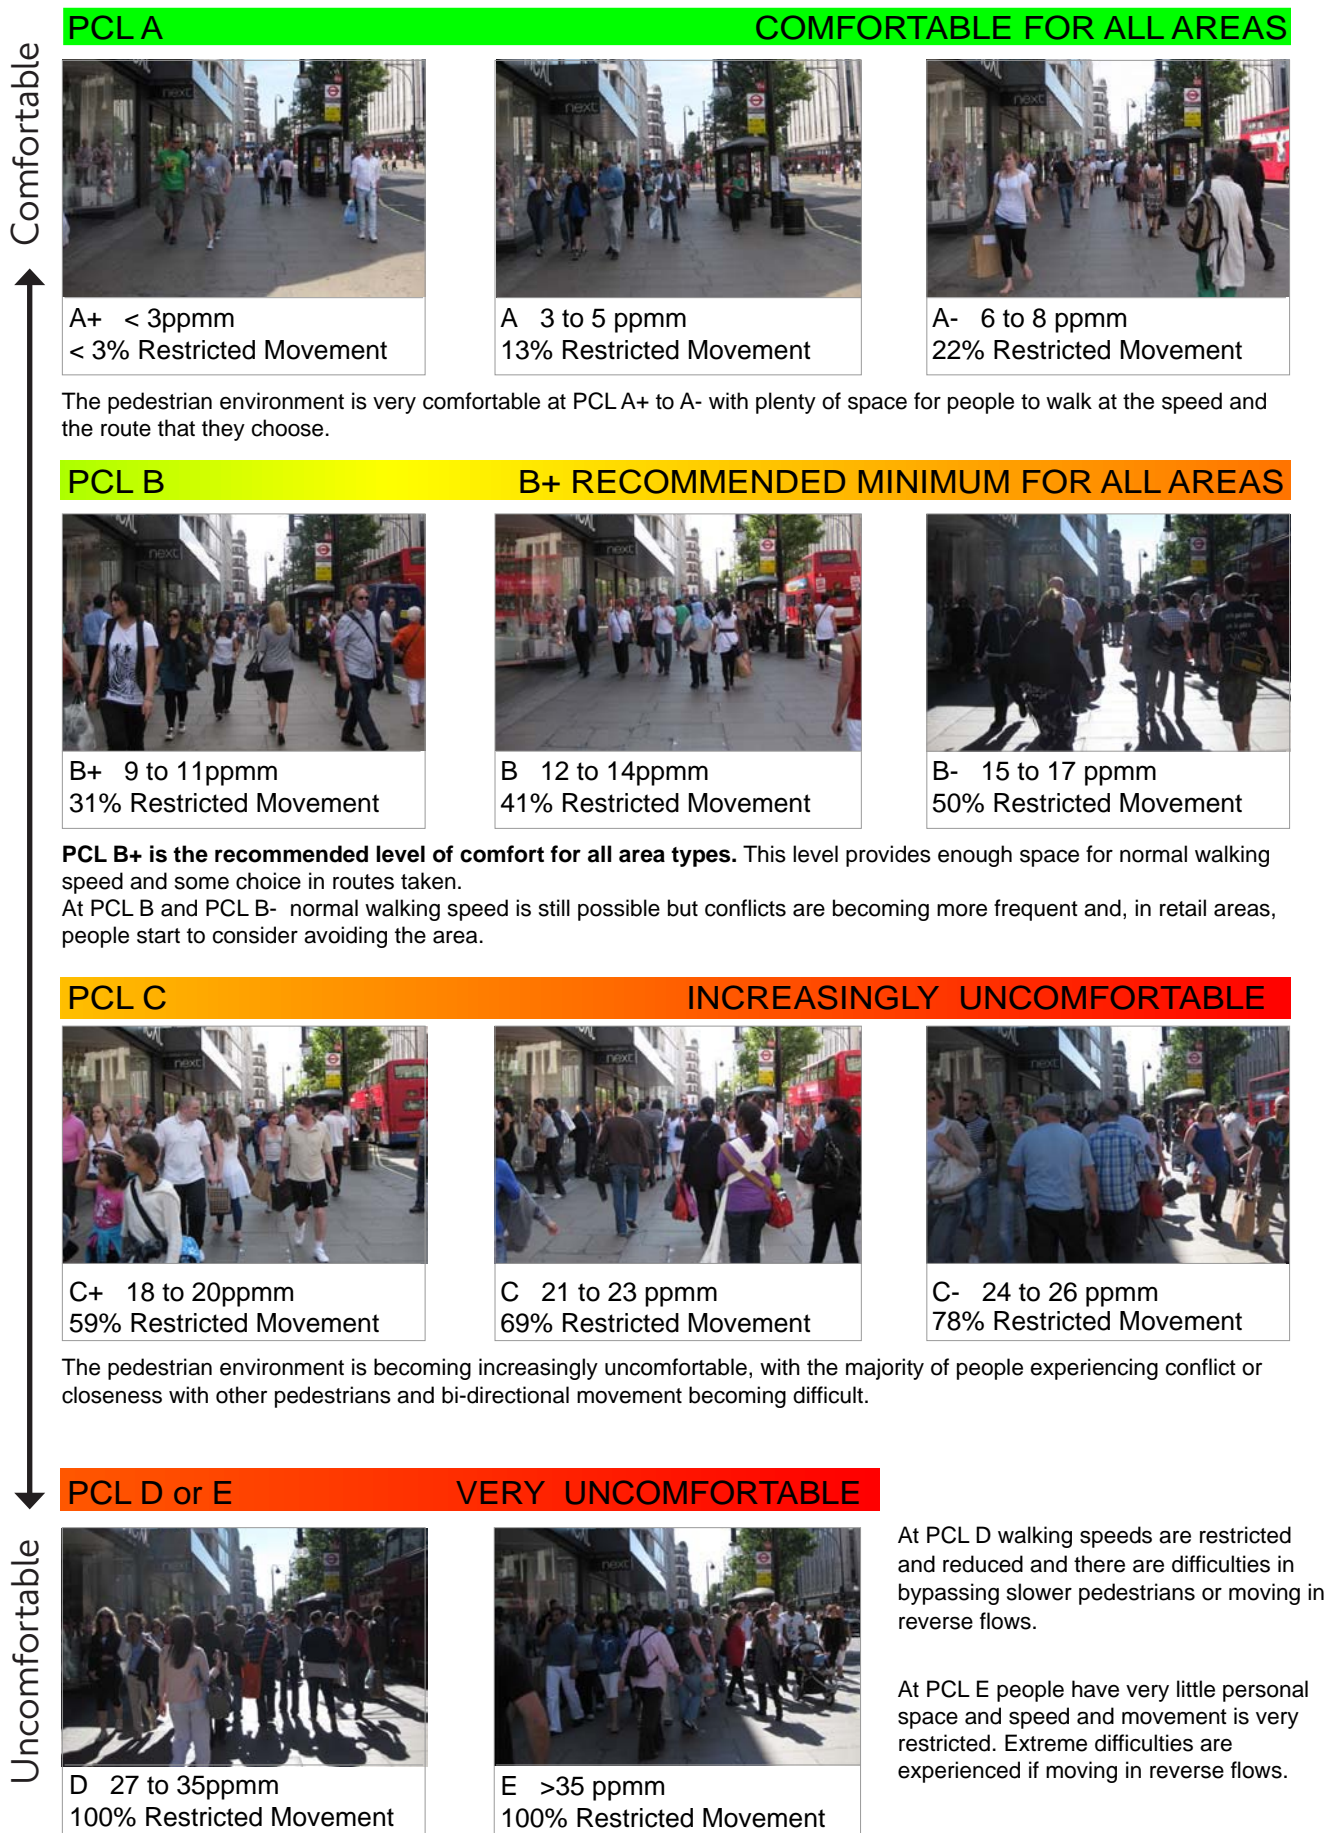 Comfortable
Uncomfortable
PCL A COMFORTABLE FOR ALL AREAS
next
next
next
A+ < 3ppmm
< 3% Restricted Movement
A 3 to 5 ppmm
13% Restricted Movement
A- 6 to 8 ppmm
22% Restricted Movement
The pedestrian environment is very comfortable at PCL A+ to A- with plenty of space for people to walk at the speed and
the route that they choose.
PCL B B+ RECOMMENDED MINIMUM FOR ALL AREAS
next
next
next
B+ 9 to 11ppmm
31% Restricted Movement
B 12 to 14ppmm
41% Restricted Movement
B- 15 to 17 ppmm
50% Restricted Movement
PCL B+ is the recommended level of comfort for all area types. This level provides enough space for normal walking
speed and some choice in routes taken.
At PCL B and PCL B- normal walking speed is still possible but conflicts are becoming more frequent and, in retail areas,
people start to consider avoiding the area.
PCL C INCREASINGLY UNCOMFORTABLE
next
next
next
C+ 18 to 20ppmm
59% Restricted Movement
C 21 to 23 ppmm
69% Restricted Movement
C- 24 to 26 ppmm
78% Restricted Movement
The pedestrian environment is becoming increasingly uncomfortable, with the majority of people experiencing conflict or
closeness with other pedestrians and bi-directional movement becoming difficult.
PCL D or E VERY UNCOMFORTABLE
next
D 27 to 35ppmm
100% Restricted Movement
E >35 ppmm
100% Restricted Movement
At PCL D walking speeds are restricted
and reduced and there are difficulties in
bypassing slower pedestrians or moving in
reverse flows.
At PCL E people have very little personal
space and speed and movement is very
restricted. Extreme difficulties are
experienced if moving in reverse flows.